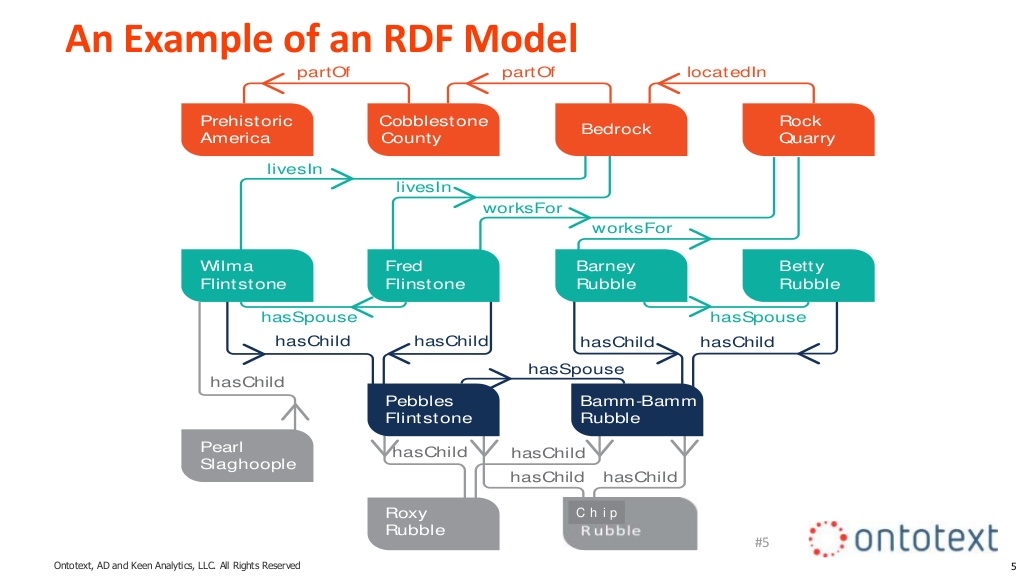 An Example of an RDF Model
partOf
partOf
locatedIn
Prehistoric
America
Cobblestone
County
Bedrock
Rock
Quarry
livesIn
livesIn
worksFor
worksFor
Wilma
Flintstone
Fred
Flinstone
Barney
Rubble
Betty
Rubble
hasSpouse
hasSpouse
hasChild
hasChild
hasChild
hasChild
hasSpouse
hasChild
Pebbles
Flintstone
Bamm-Bamm
Rubble
Pearl
Slaghoople
hasChild
hasChild
hasChild
hasChild
Roxy
Rubble
Chip
Rubble
#5
ontotext
Ontotext, AD and Keen Analytics, LLC. All Rights Reserved
5